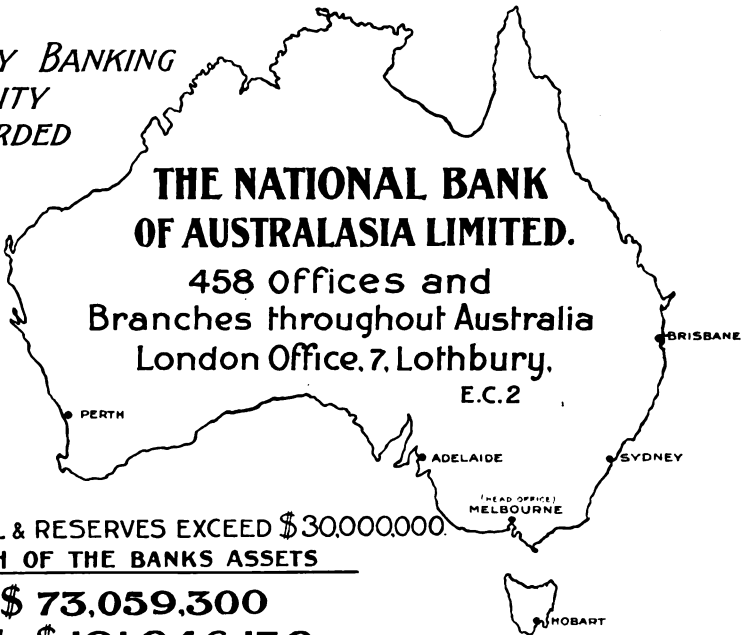 BANKING
THE NATIONAL BANK
OF AUSTRALASIA LIMITED.
458 Offices and
Branches throughout Australia
London Office, 7, Lothbury,
E.C.2
BRISBANE
PERTH
ADELAIDE
SYDNEY
(HEAD OFFICE)
MELBOURNE
& RESERVES EXCEED $30,000,000.
OF THE BANKS ASSETS
$ 73,059,300
HOBART